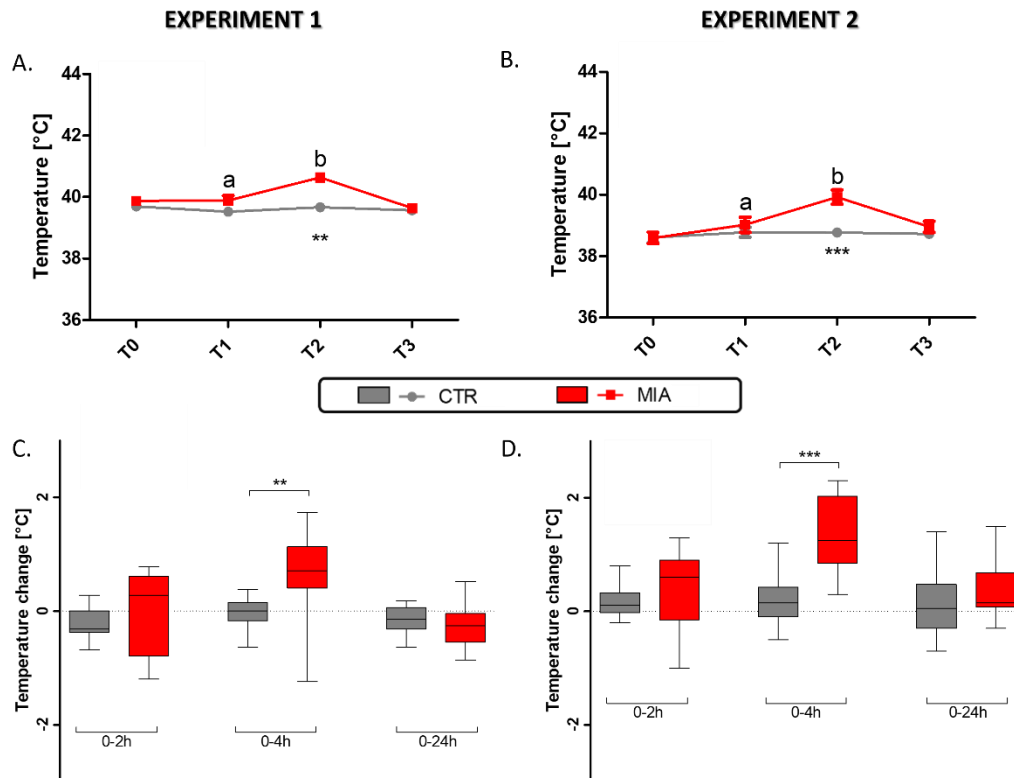 EXPERIMENT 1
EXPERIMENT 2
A.
Temperature [°C]
44
42
40
38
36
a
b
**
T0
T1
T2
T3
B.
Temperature [°C]
44
42
40
38
36
a
b
***
T0
T1
T2
T3
CTR
MIA
C.
Temperature change [°C]
2
0
-2
**
0-2h
0-4h
0-24h
D.
Temperature change [°C]
2
0
-2
***
0-2h
0-4h
0-24h